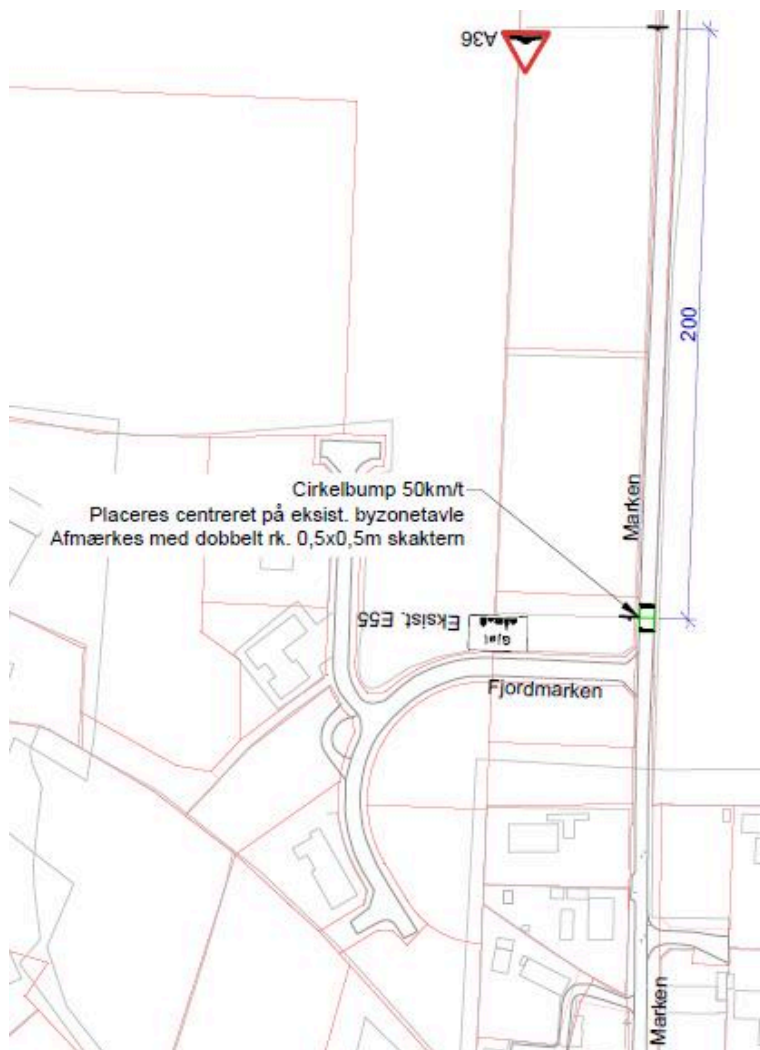 A36
200
Marken
Cirkelbump 50km/t
Placeres centreret på eksist. byzonetavle
Afmærkes med dobbelt rk. 0,5x0,5m skaktern
Eksist. E55
Gjøl
Fjordmarken
Marken